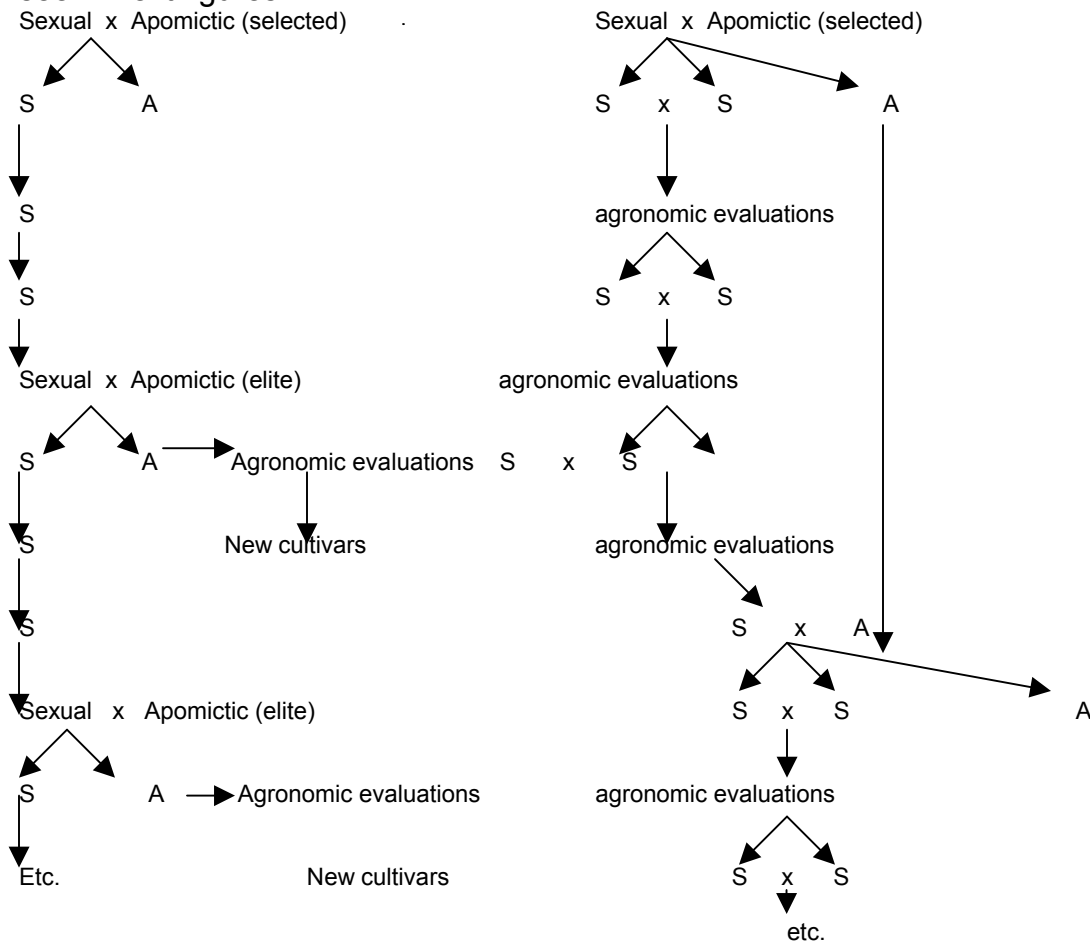 Sexual x Apomictic (selected) . Sexual x Apomictic (selected)
S A S x S A
S agronomic evaluations
S S x S
Sexual x Apomictic (elite) agronomic evaluations
S A Agronomic evaluations S x S
S New cultivars agronomic evaluations
S S x A
Sexual x Apomictic (elite) S x S A
S A Agronomic evaluations agronomic evaluations
Etc. New cultivars S x S
etc.